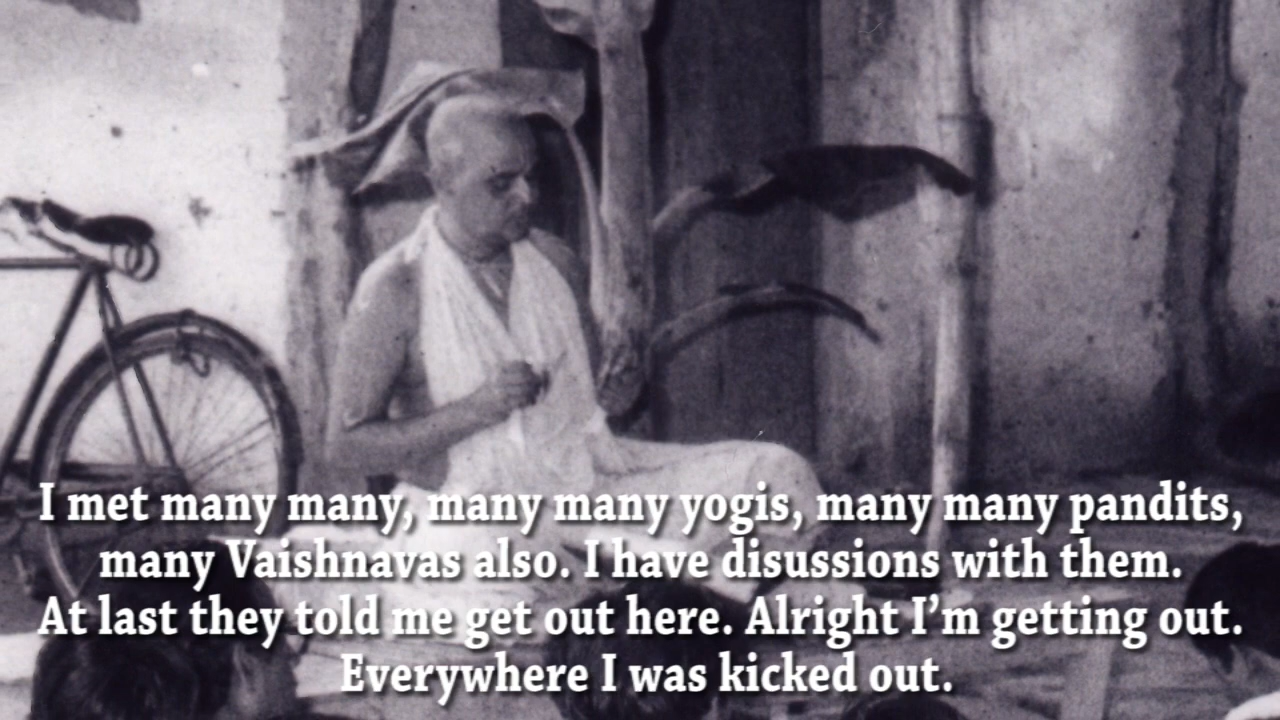 I met many many, many many yogis, many many pandits,
many Vaishnavas also. I have disussions with them.
At last they told me get out here. Alright I’m getting out.
Everywhere I was kicked out.